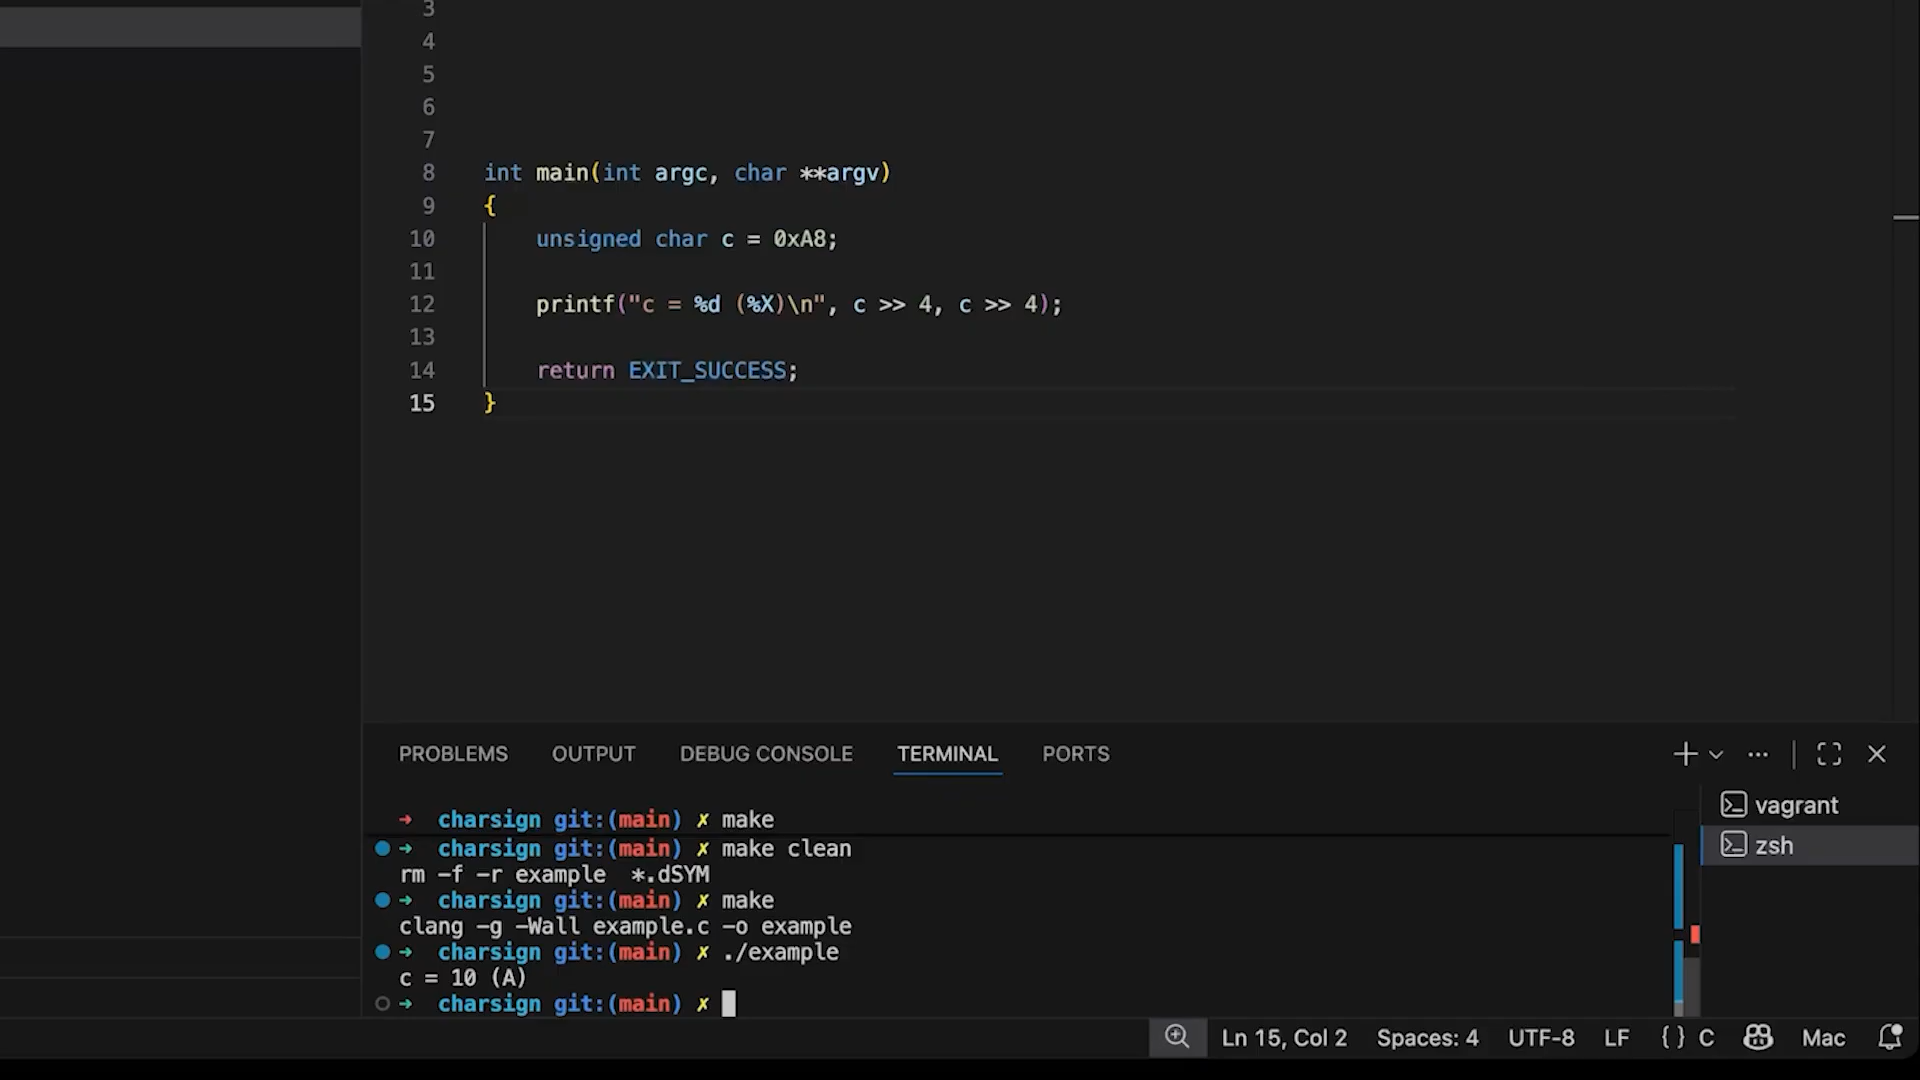 3
4
5
6
7
8 int main(int argc, char **argv)
9 {
10 unsigned char c = 0xA8;
11
12 printf("c = %d (%X)\n", c >> 4, c >> 4);
13
14 return EXIT_SUCCESS;
15 }
PROBLEMS OUTPUT DEBUG CONSOLE TERMINAL PORTS
➜ charsign git:(main) ✗ make
➜ charsign git:(main) ✗ make clean
rm -f -r example *.dSYM
➜ charsign git:(main) ✗ make
clang -g -Wall example.c -o example
➜ charsign git:(main) ✗ ./example
c = 10 (A)
➜ charsign git:(main) ✗
vagrant
zsh
Ln 15, Col 2 Spaces: 4 UTF-8 LF {} C Mac